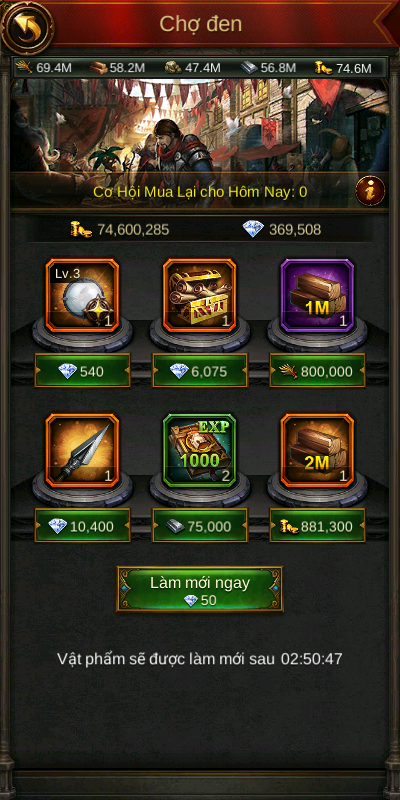 Chợ đen
69.4M 58.2M 47.4M 56.8M 74.6M
Cơ Hội Mua Lại cho Hôm Nay: 0
74,600,285 369,508
Lv.3
1 1 1M 1
540 6,075 800,000
EXP
1 1000 2 2M 1
10,400 75,000 881,300
Làm mới ngay
50
Vật phẩm sẽ được làm mới sau 02:50:47